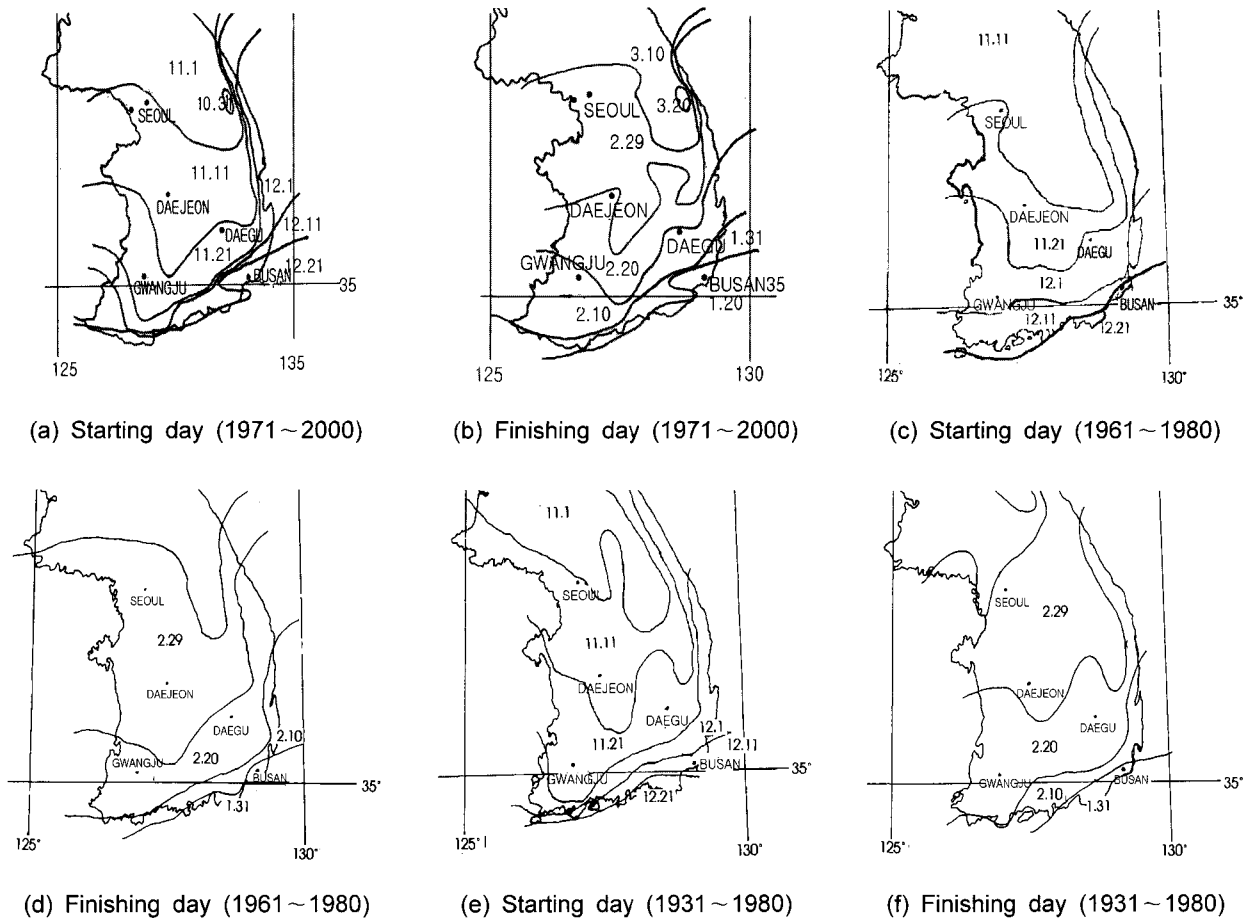 11.1
10.31
SEOUL
11.11
DAEJEON
12.1
12.11
DAEGU
11.21
12.21
BUSAN
GWANGJU
35
125
135
(a) Starting day (1971~2000)
3.10
3.20
SEOUL
2.29
DAEJEON
DAEGU
1.31
GWANGJU
2.20
BUSAN35
1.20
2.10
125
130
(b) Finishing day (1971~2000)
11.11
SEOUL
DAEJEON
11.21
DAEGU
12.1
GWANGJU
BUSAN
35°
12.11
12.21
125°
130°
(c) Starting day (1961~1980)
SEOUL
2.29
DAEJEON
DAEGU
2.10
GWANGJU
2.20
BUSAN
35°
1.31
125°
130°
(d) Finishing day (1961~1980)
11.1
SEOUL
11.11
DAEJEON
DAEGU
12.1
12.11
11.21
BUSAN
35°
GWANGJU
12.21
125°
130°
(e) Starting day (1931~1980)
SEOUL
2.29
DAEJEON
DAEGU
2.20
GWANGJU
BUSAN
35°
2.10
1.31
125°
130°
(f) Finishing day (1931~1980)